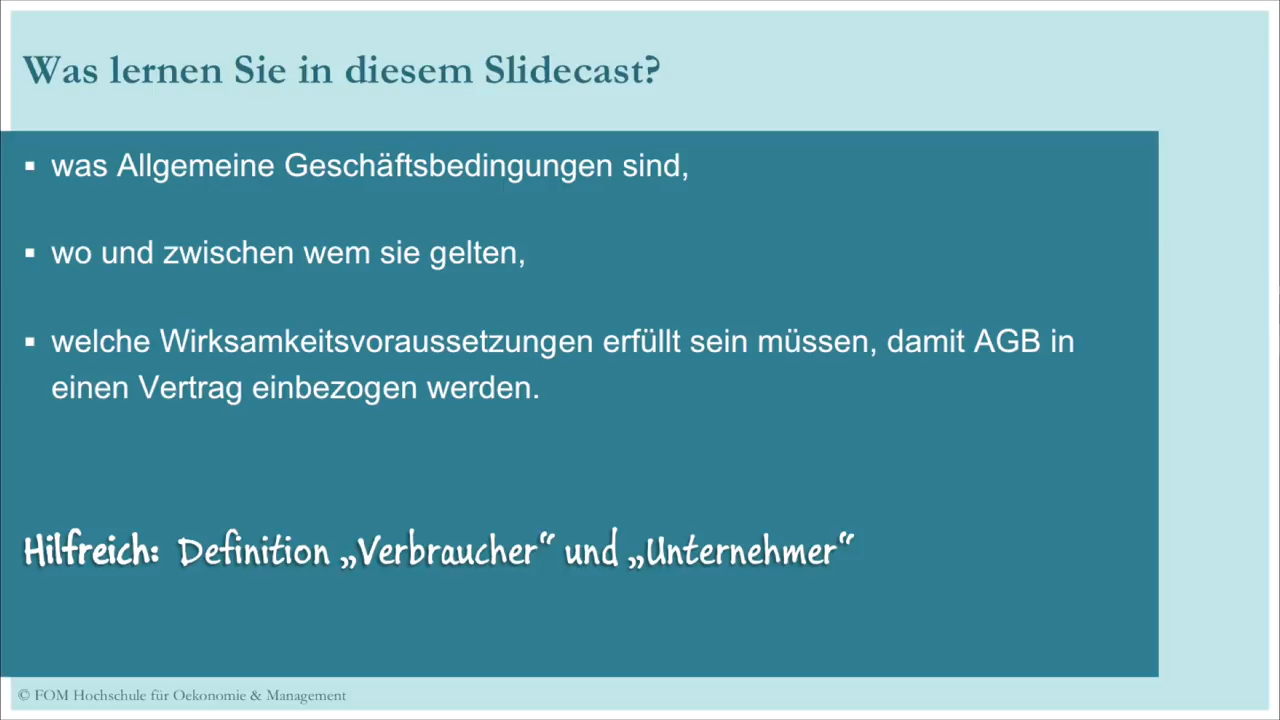 Was lernen Sie in diesem Slidecast?
▪ was Allgemeine Geschäftsbedingungen sind,
▪ wo und zwischen wem sie gelten,
▪ welche Wirksamkeitsvoraussetzungen erfüllt sein müssen, damit AGB in
einen Vertrag einbezogen werden.
Hilfreich: Definition „Verbraucher“ und „Unternehmer“
© FOM Hochschule für Oekonomie & Management